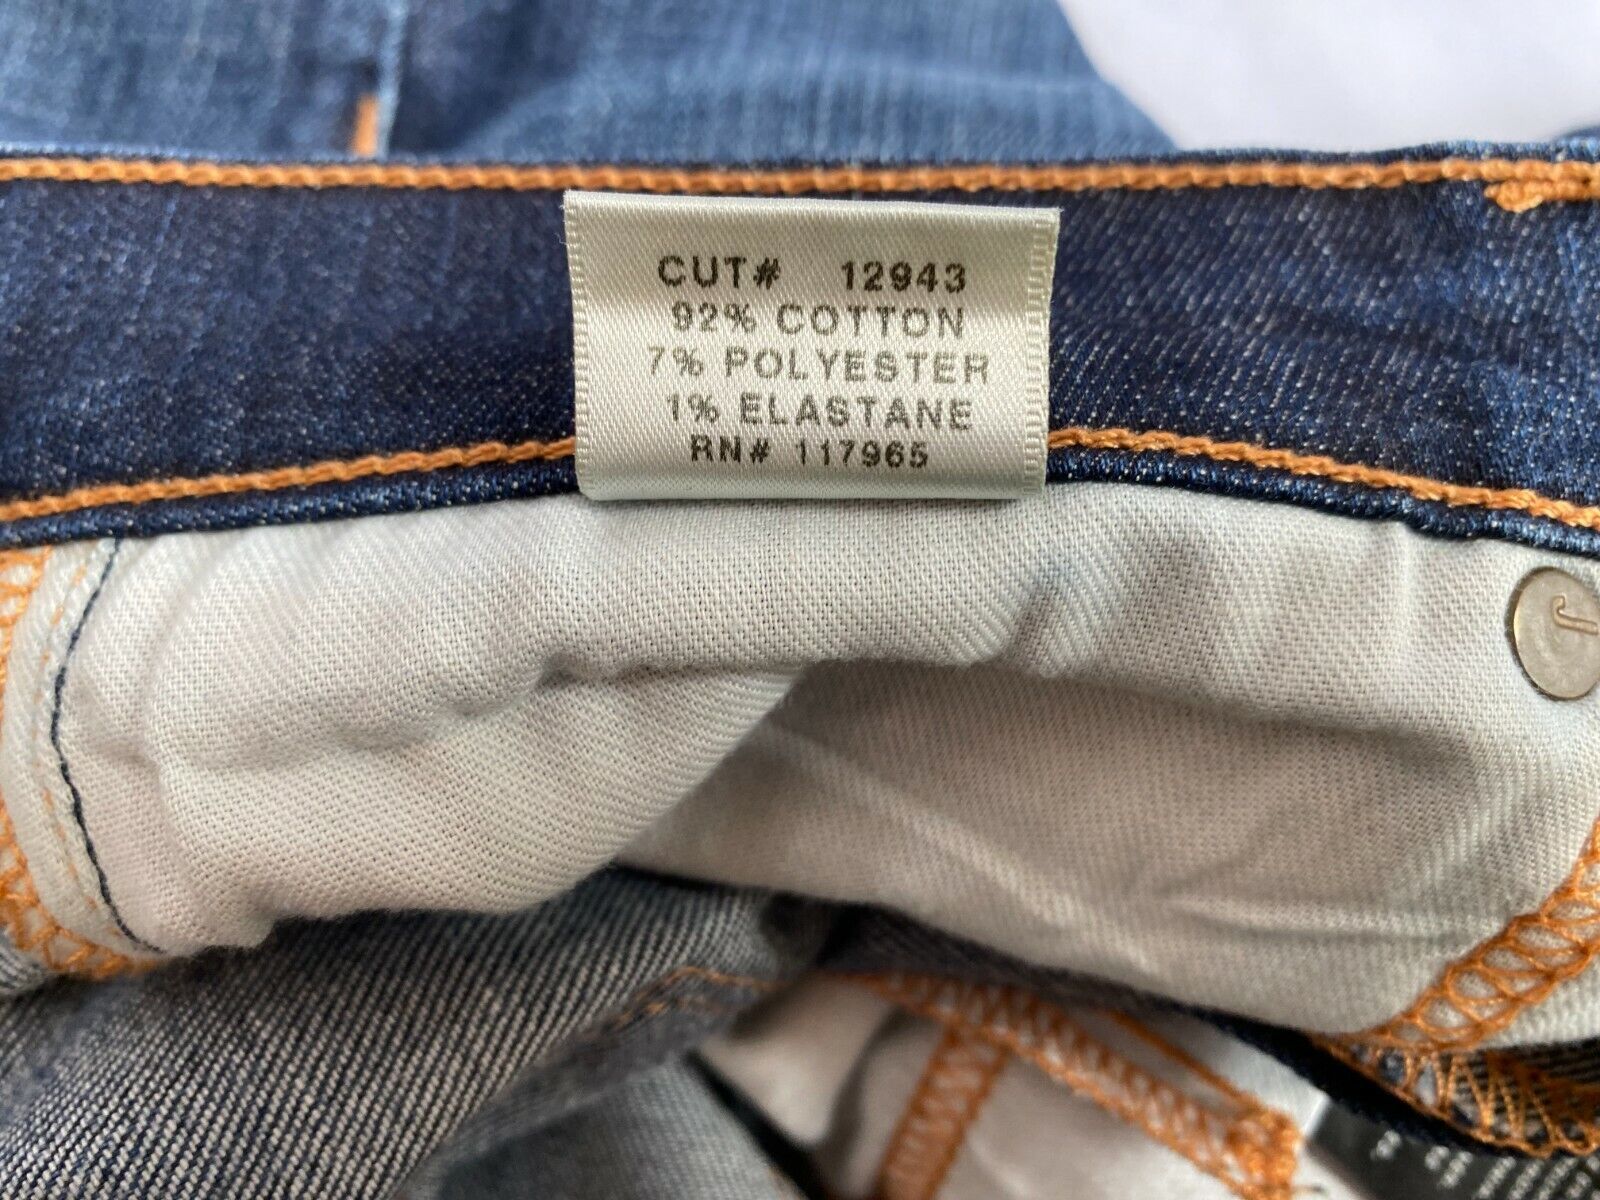 CUT# 12943
92% COTTON
7% POLYESTER
1% ELASTANE
RN# 117965
J